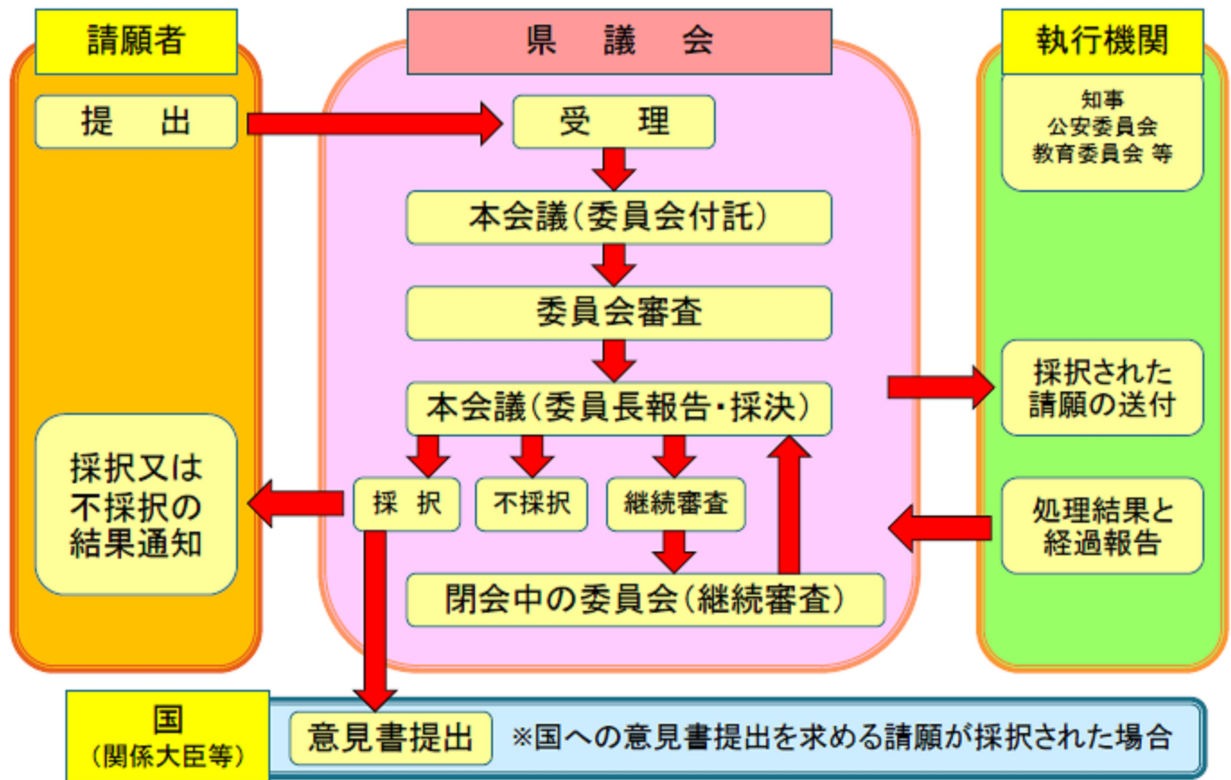 請願者
県 議 会
執行機関
提 出
受 理
知事
公安委員会
教育委員会 等
本会議(委員会付託)
委員会審査
本会議(委員長報告・採決)
採択された
請願の送付
採択又は
不採択の
結果通知
採 択
不採択
継続審査
処理結果と
経過報告
閉会中の委員会(継続審査)
国
(関係大臣等)
意見書提出
※国への意見書提出を求める請願が採択された場合